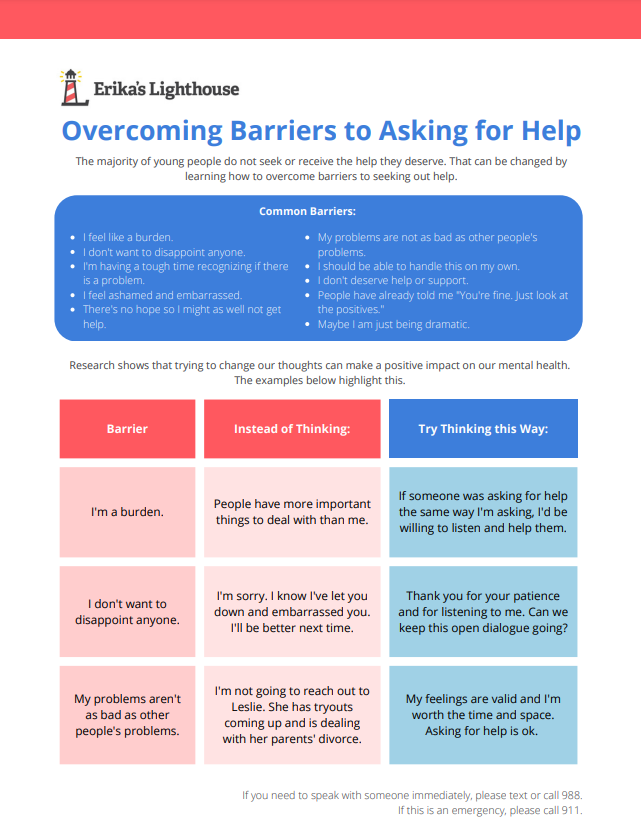 Erika's Lighthouse
Overcoming Barriers to Asking for Help
The majority of young people do not seek or receive the help they deserve. That can be changed by
learning how to overcome barriers to seeking out help.
Common Barriers:
I feel like a burden.
I don't want to disappoint anyone.
I'm having a tough time recognizing if there
is a problem.
I feel ashamed and embarrassed.
There's no hope so I might as well not get
help.
My problems are not as bad as other people's
problems.
I should be able to handle this on my own.
I don't deserve help or support.
People have already told me "You're fine. Just look at
the positives."
Maybe I am just being dramatic.
Research shows that trying to change our thoughts can make a positive impact on our mental health.
The examples below highlight this.
Barrier
Instead of Thinking:
Try Thinking this Way:
I'm a burden.
People have more important
things to deal with than me.
If someone was asking for help
the same way I'm asking, I'd be
willing to listen and help them.
I don't want to
disappoint anyone.
I'm sorry. I know I've let you
down and embarrassed you.
I'll be better next time.
Thank you for your patience
and for listening to me. Can we
keep this open dialogue going?
My problems aren't
as bad as other
people's problems.
I'm not going to reach out to
Leslie. She has tryouts
coming up and is dealing
with her parents' divorce.
My feelings are valid and I'm
worth the time and space.
Asking for help is ok.
If you need to speak with someone immediately, please text or call 988.
If this is an emergency, please call 911.